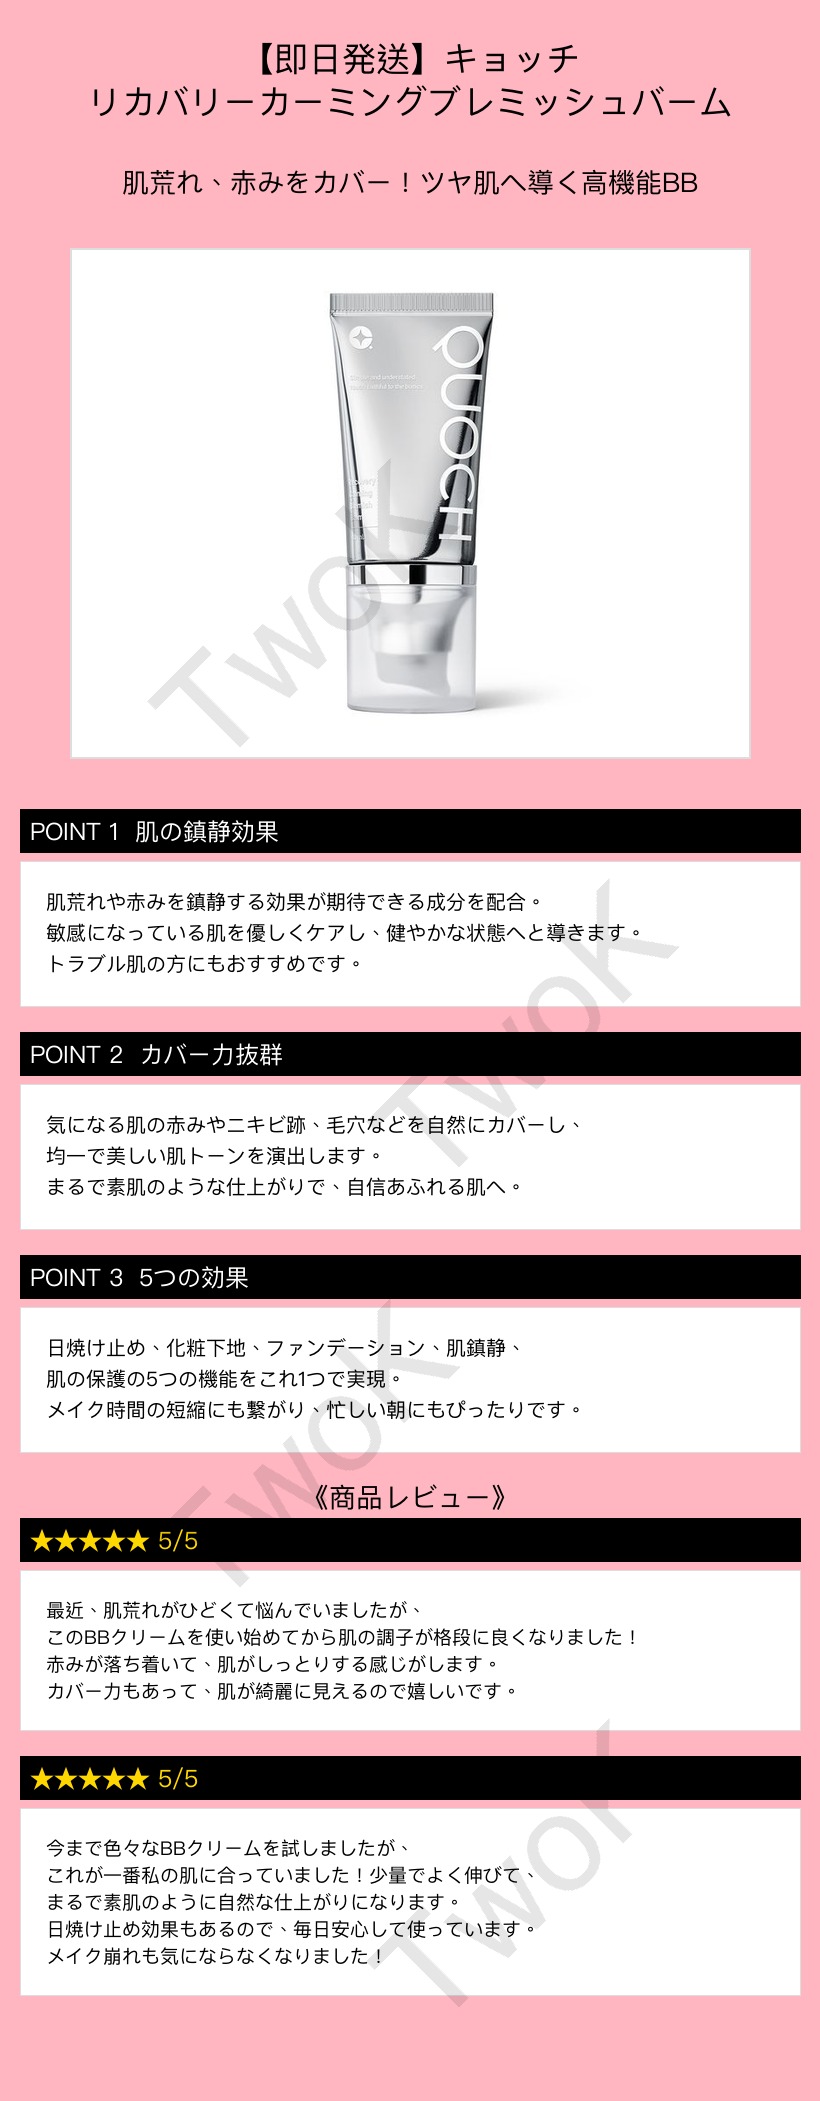 【即日発送】キョッチ
リカバリーカーミングブレミッシュバーム
肌荒れ、赤みをカバー！ツヤ肌へ導く高機能BB
QUOCH
TwoK
POINT 1 肌の鎮静効果
肌荒れや赤みを鎮静する効果が期待できる成分を配合。
敏感になっている肌を優しくケアし、健やかな状態へと導きます。
トラブル肌の方にもおすすめです。
TwoK
POINT 2 カバー力抜群
気になる肌の赤みやニキビ跡、毛穴などを自然にカバーし、
均一で美しい肌トーンを演出します。
まるで素肌のような仕上がりで、自信あふれる肌へ。
POINT 3 5つの効果
日焼け止め、化粧下地、ファンデーション、肌鎮静、
肌の保護の5つの機能をこれ1つで実現。
メイク時間の短縮にも繋がり、忙しい朝にもぴったりです。
TwoK
《商品レビュー》
★★★★★ 5/5
最近、肌荒れがひどくて悩んでいましたが、
このBBクリームを使い始めてから肌の調子が格段に良くなりました！
赤みが落ち着いて、肌がしっとりする感じがします。
カバー力もあって、肌が綺麗に見えるので嬉しいです。
★★★★★ 5/5
今まで色々なBBクリームを試しましたが、
これが一番私の肌に合っていました！少量でよく伸びて、
まるで素肌のように自然な仕上がりになります。
日焼け止め効果もあるので、毎日安心して使っています。
メイク崩れも気にならなくなりました！
TwoK